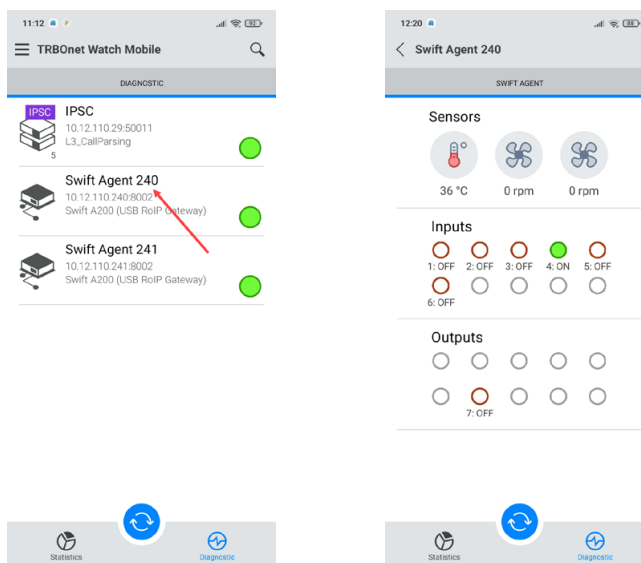 11:12
92
TRBOnet Watch Mobile
DIAGNOSTIC
IPSC
IPSC
10.12.110.29:50011
L3_CallParsing
5
Swift Agent 240
10.12.110.240:8002
Swift A200 (USB RoIP Gateway)
Swift Agent 241
10.12.110.241:8002
Swift A200 (USB RoIP Gateway)
Statistics
Diagnostic
12:20
Swift Agent 240
SWIFT AGENT
Sensors
36 °C
0 rpm
0 rpm
Inputs
1: OFF
2: OFF
3: OFF
4: ON
5: OFF
6: OFF
Outputs
7: OFF
Statistics
Diagnostic